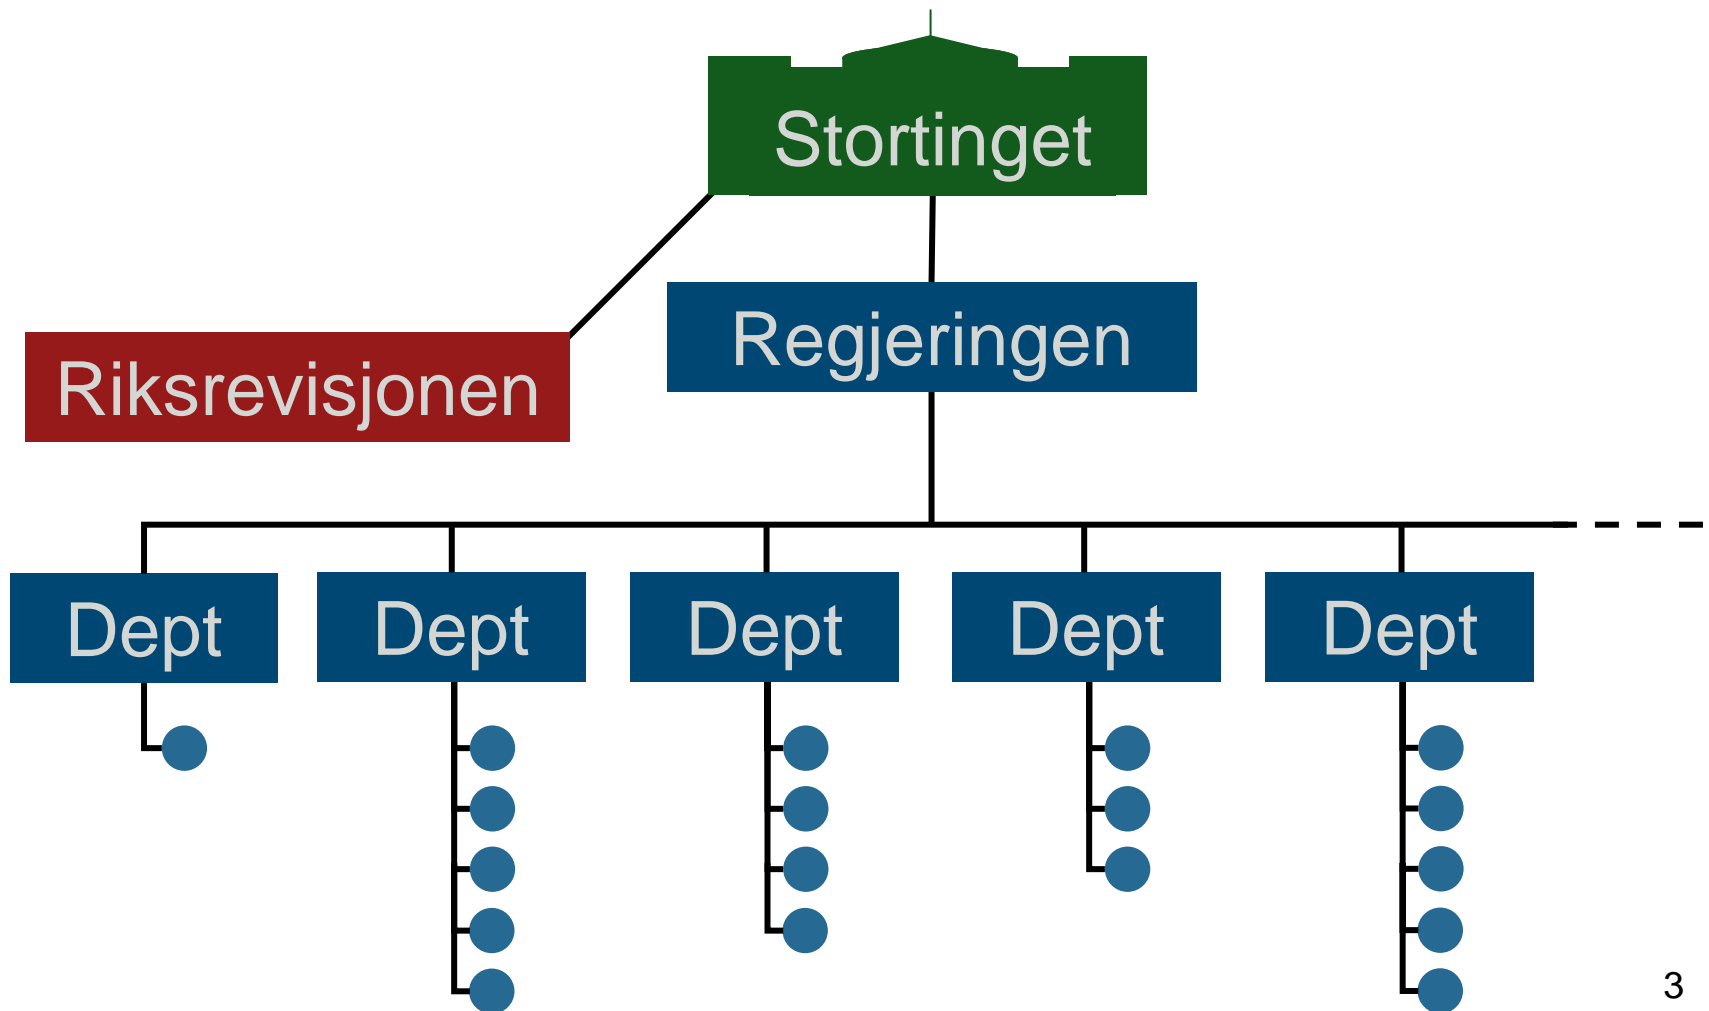 Stortinget
Regjeringen
Riksrevisjonen
Dept
Dept
Dept
Dept
Dept
3